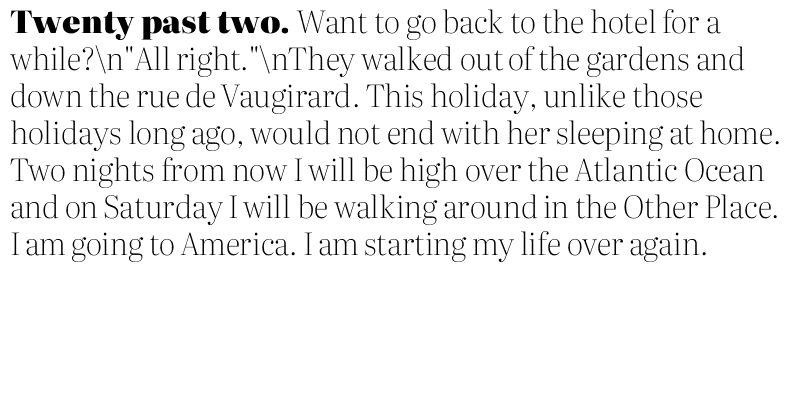 Twenty past two. Want to go back to the hotel for a
while?\n"All right."\nThey walked out of the gardens and
down the rue de Vaugirard. This holiday, unlike those
holidays long ago, would not end with her sleeping at home.
Two nights from now I will be high over the Atlantic Ocean
and on Saturday I will be walking around in the Other Place.
I am going to America. I am starting my life over again.